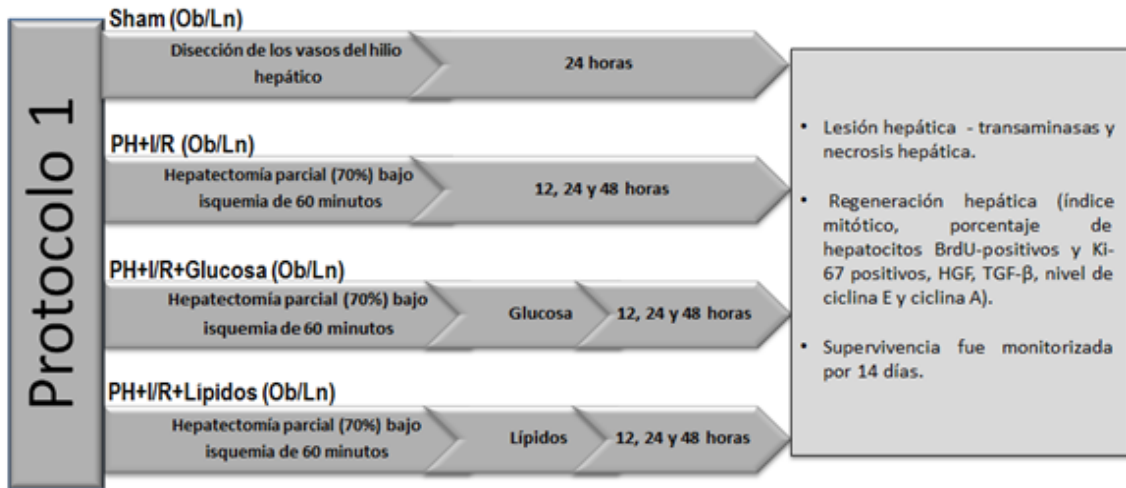 Protocolo 1
Sham (Ob/Ln)
Disección de los vasos del hilio
hepático
24 horas
PH+I/R (Ob/Ln)
Hepatectomía parcial (70%) bajo
isquemia de 60 minutos
12, 24 y 48 horas
PH+I/R+Glucosa (Ob/Ln)
Hepatectomía parcial (70%) bajo
isquemia de 60 minutos
Glucosa
12, 24 y 48 horas
PH+I/R+Lípidos (Ob/Ln)
Hepatectomía parcial (70%) bajo
isquemia de 60 minutos
Lípidos
12, 24 y 48 horas
• Lesión hepática - transaminasas y
necrosis hepática.
• Regeneración hepática (índice
mitótico, porcentaje de
hepatocitos BrdU-positivos y Ki-
67 positivos, HGF, TGF-β, nivel de
ciclina E y ciclina A).
• Supervivencia fue monitorizada
por 14 días.